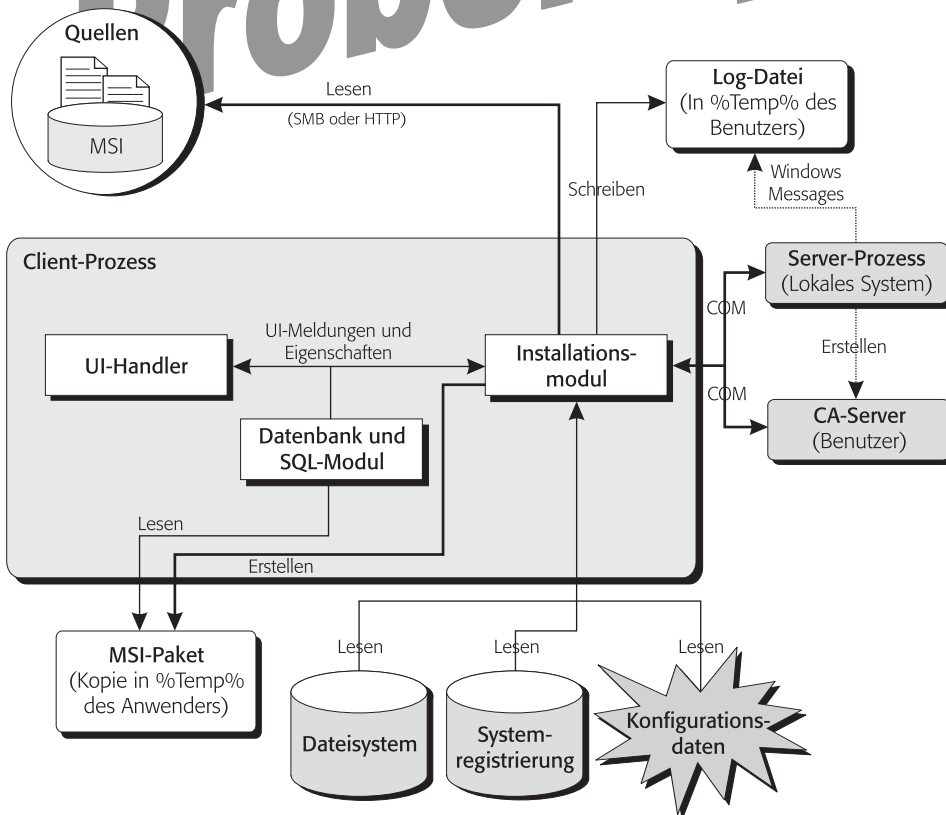 Quellen
MSI
Lesen
(SMB oder HTTP)
Log-Datei
(In %Temp% des
Benutzers)
Schreiben
Windows
Messages
Client-Prozess
Server-Prozess
(Lokales System)
COM
UI-Meldungen und
Eigenschaften
UI-Handler
Installations-
modul
Erstellen
COM
CA-Server
(Benutzer)
Datenbank und
SQL-Modul
Lesen
Erstellen
MSI-Paket
(Kopie in %Temp%
des Anwenders)
Lesen
Lesen
Lesen
Dateisystem
System-
registrierung
Konfigurations-
daten